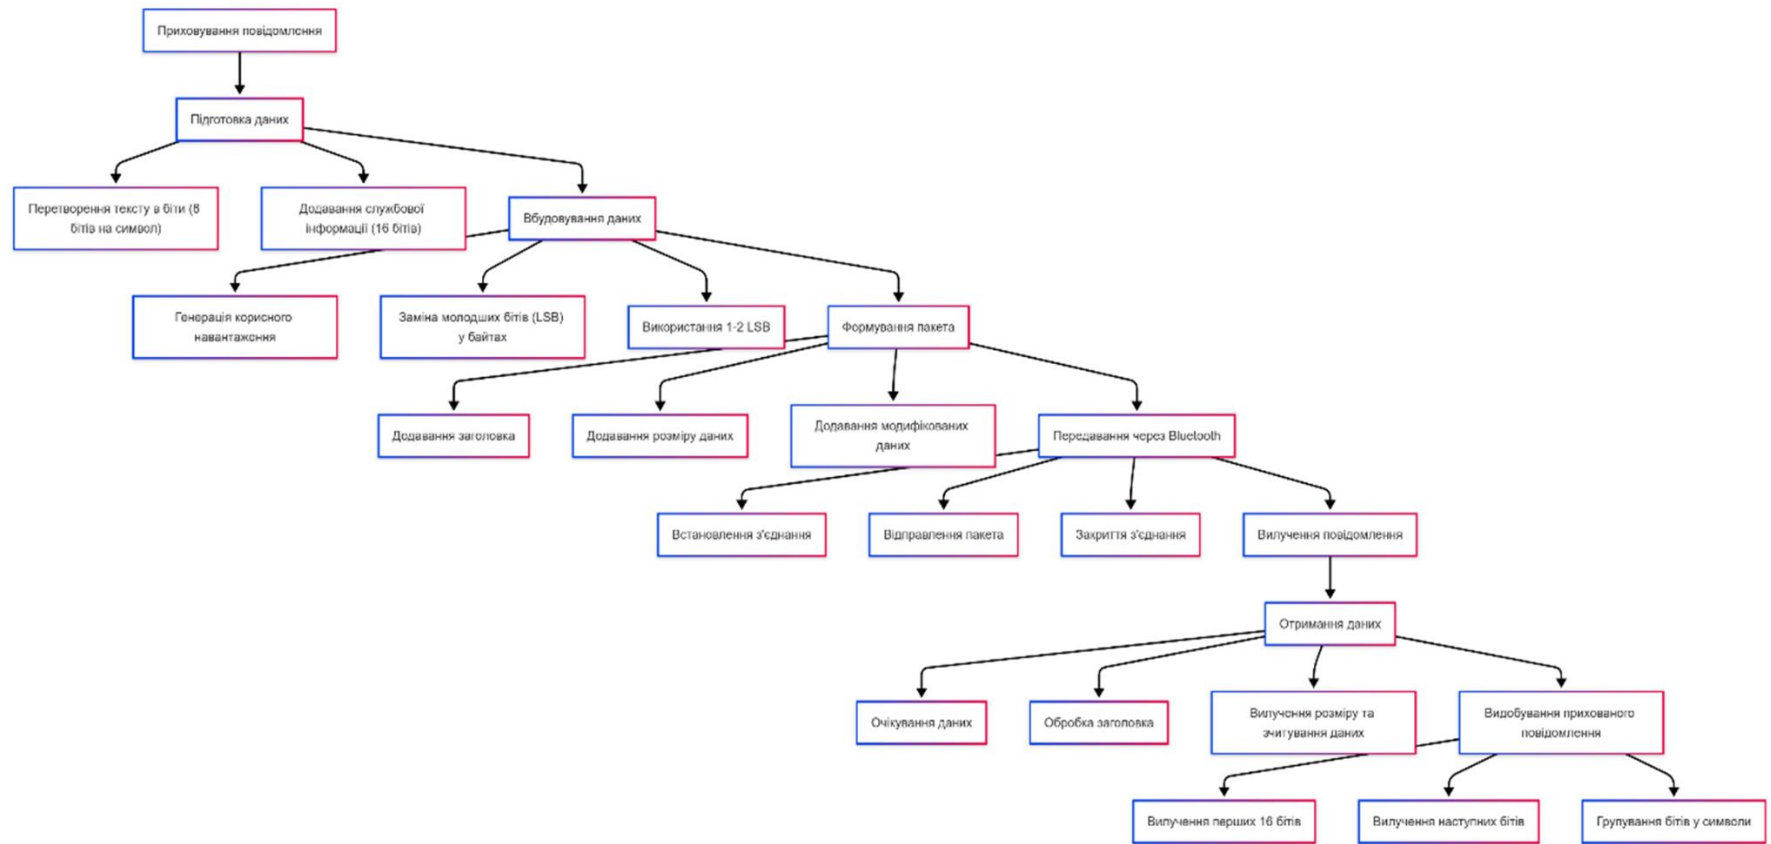 Приховування повідомлення
Підготовка даних
Перетворення тексту в біти (8
бітів на символ)
Додавання службової
інформації (16 бітів)
Вбудовування даних
Генерація корисного
навантаження
Заміна молодших бітів (LSB)
у байтах
Використання 1-2 LSB
Формування пакета
Додавання заголовка
Додавання розміру даних
Додавання модифікованих
даних
Передавання через Bluetooth
Встановлення з'єднання
Відправлення пакета
Закриття з'єднання
Вилучення повідомлення
Отримання даних
Очікування даних
Обробка заголовка
Вилучення розміру та
зчитування даних
Видобування прихованого
повідомлення
Вилучення перших 16 бітів
Вилучення наступних бітів
Групування бітів у символи